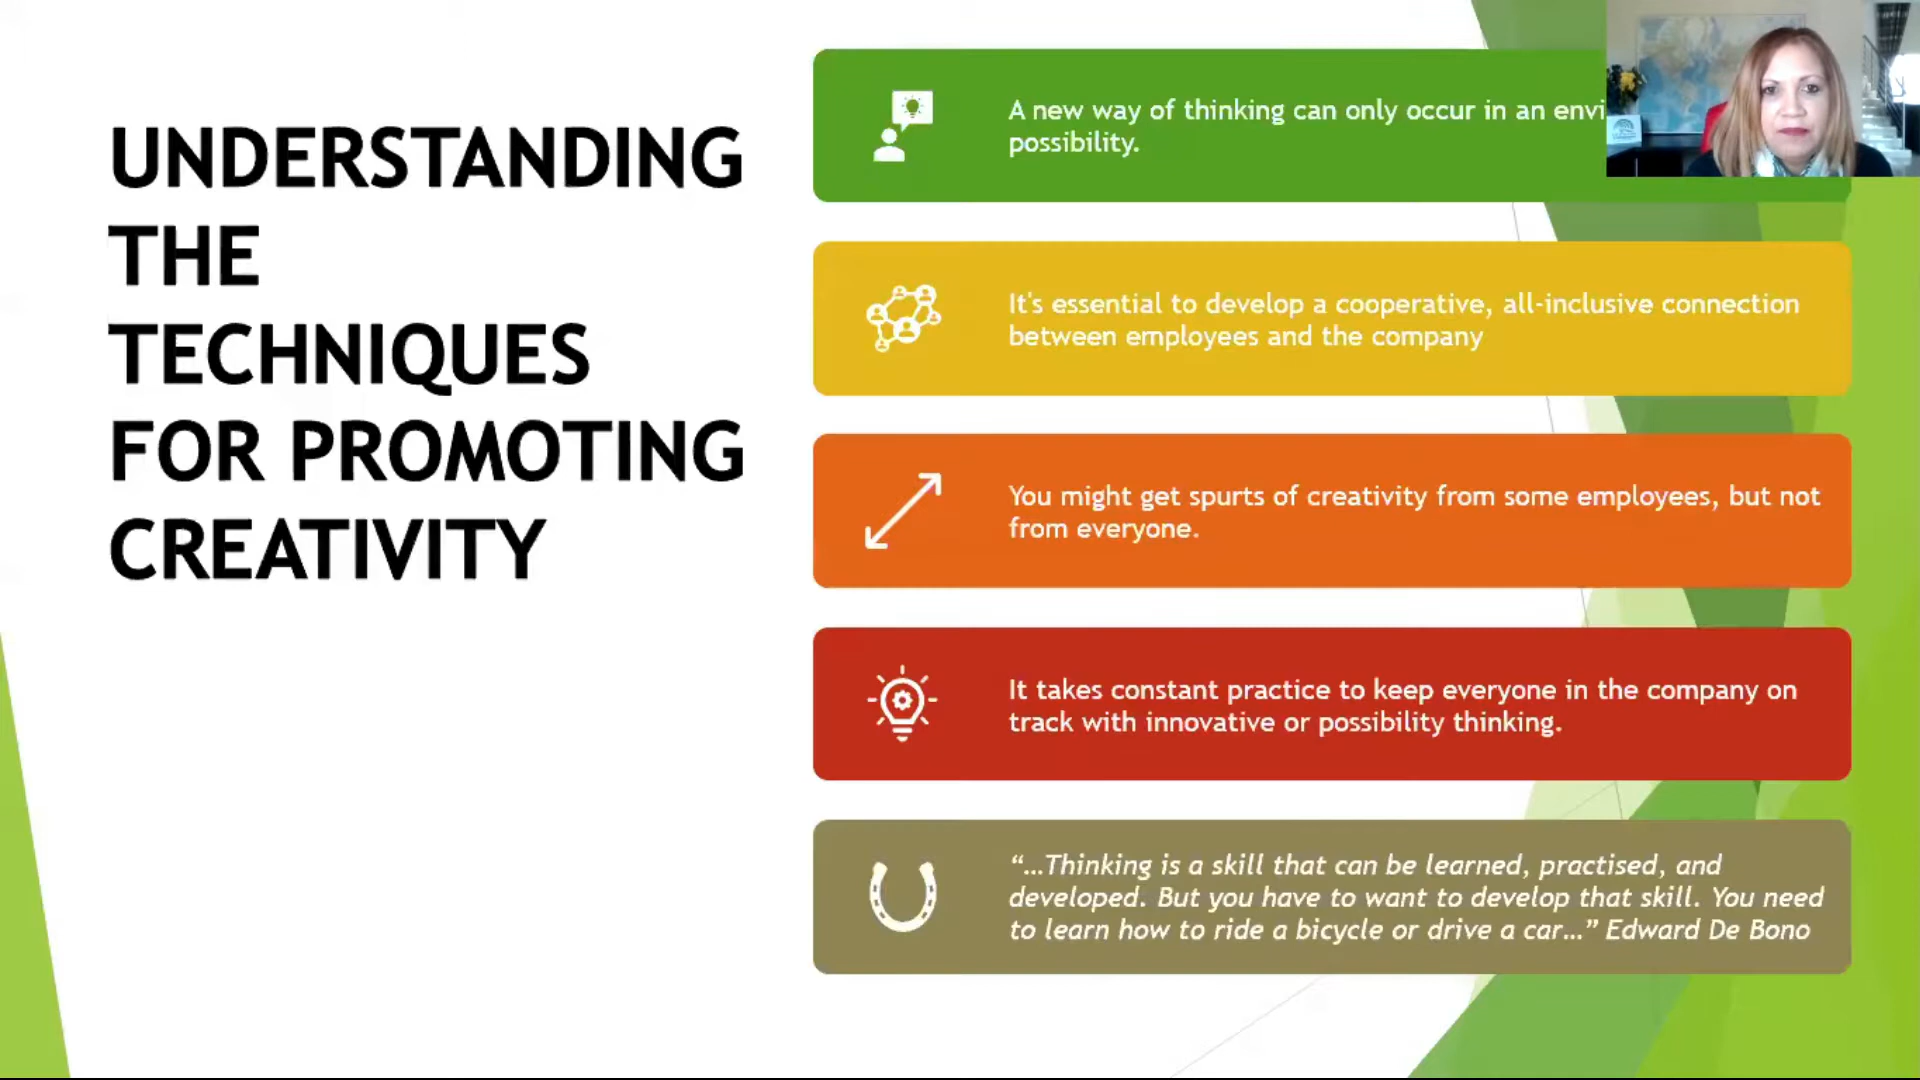 UNDERSTANDING
THE
TECHNIQUES
FOR PROMOTING
CREATIVITY
A new way of thinking can only occur in an
possibility.
It's essential to develop a cooperative, all-inclusive connection
between employees and the company
You might get spurts of creativity from some employees, but not
from everyone.
It takes constant practice to keep everyone in the company on
track with innovative or possibility thinking.
“…Thinking is a skill that can be learned, practised, and
developed. But you have to want to develop that skill. You need
to learn how to ride a bicycle or drive a car…” Edward De Bono